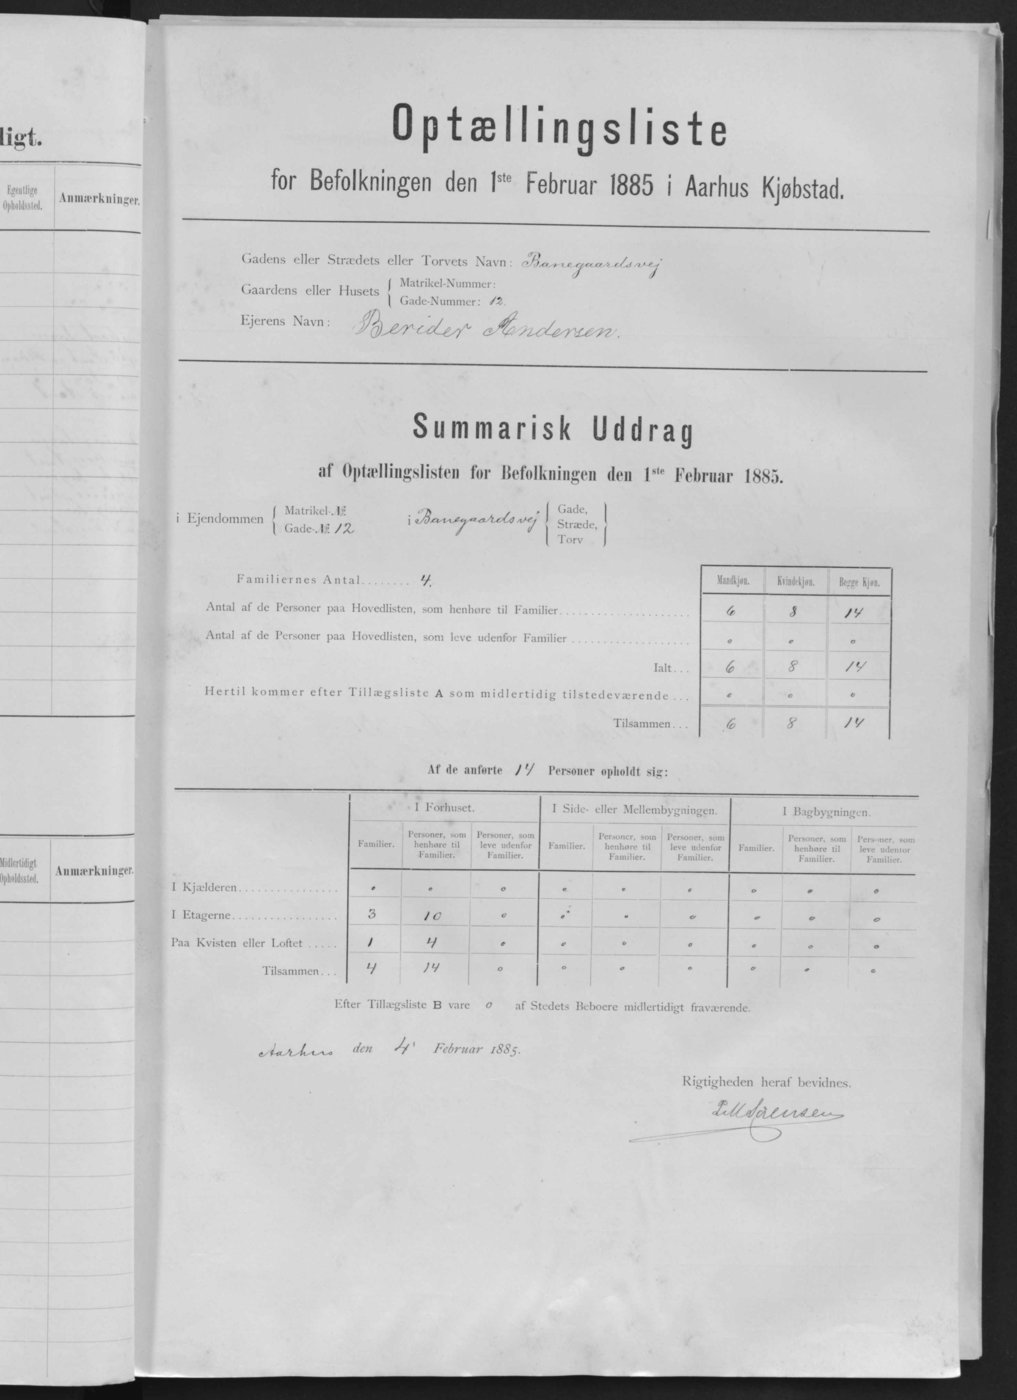 ligt.
Egentlige Opholdssted.
Anmærkninger.
Midlertidigt Opholdssted.
Anmærkninger.
Optællingsliste
for Befolkningen den 1ste Februar 1885 i Aarhus Kjøbstad.
Gadens eller Strædets eller Torvets Navn: Banegaardsvej
Gaardens eller Husets { Matrikel-Nummer:
Gade-Nummer: 12
Ejerens Navn: Berider Andersen.
Summarisk Uddrag
af Optællingslisten for Befolkningen den 1ste Februar 1885.
i Ejendommen { Matrikel-№
Gade-№ 12
i Banegaardsvej { Gade,
Stræde,
Torv }
Familiernes Antal........ 4.
Mandkjøn. Kvindekjøn. Begge Kjøn.
Antal af de Personer paa Hovedlisten, som henhøre til Familier 6 8 14
Antal af de Personer paa Hovedlisten, som leve udenfor Familier o o o
Ialt... 6 8 14
Hertil kommer efter Tillægsliste A som midlertidig tilstedeværende ... o o o
Tilsammen... 6 8 14
Af de anførte 14 Personer opholdt sig:
I Forhuset. I Side- eller Mellembygningen. I Bagbygningen.
Familier. Personer, som henhøre til Familier. Personer, som leve udenfor Familier. Familier. Personer, som henhøre til Familier. Personer, som leve udenfor Familier. Familier. Personer, som henhøre til Familier. Personer, som leve udenfor Familier.
I Kjælderen o o o o o o o o o
I Etagerne 3 10 o o o o o o o
Paa Kvisten eller Loftet ..... 1 4 o o o o o o o
Tilsammen... 4 14 o o o o o o o
Efter Tillægsliste B vare o af Stedets Beboere midlertidigt fraværende.
Aarhus den 4 Februar 1885.
Rigtigheden heraf bevidnes.
Sørensen